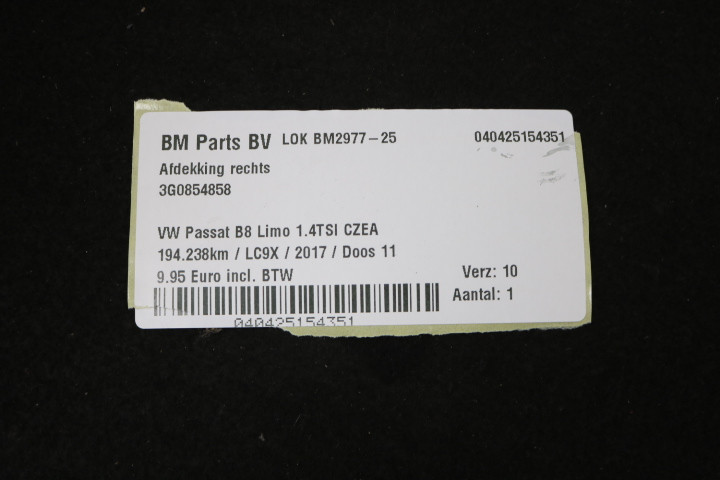 BM Parts BV LOK BM2977-25 040425154351
Afdekking rechts
3G0854858
VW Passat B8 Limo 1.4TSI CZEA
194.238km / LC9X / 2017 / Doos 11
9.95 Euro incl. BTW Verz: 10
Aantal: 1
040425154351